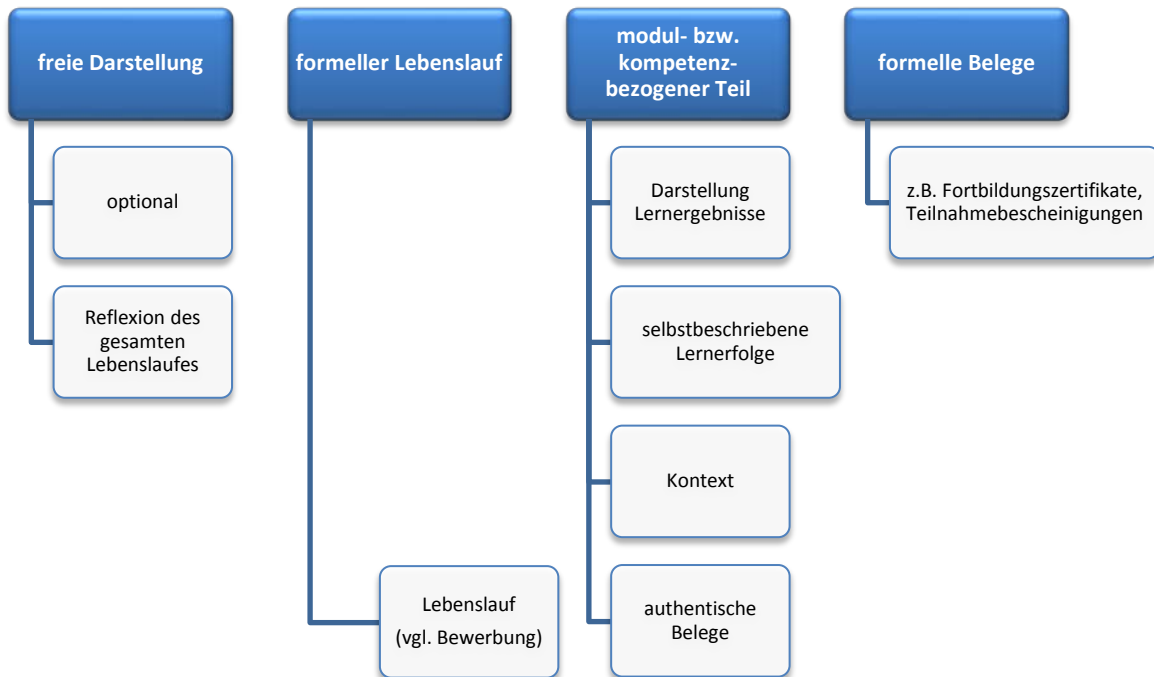 freie Darstellung
optional
Reflexion des
gesamten
Lebenslaufes
formeller Lebenslauf
Lebenslauf
(vgl. Bewerbung)
modul- bzw.
kompetenz-
bezogener Teil
Darstellung
Lernergebnisse
selbstbeschriebene
Lernerfolge
Kontext
authentische
Belege
formelle Belege
z.B. Fortbildungszertifikate,
Teilnahmebescheinigungen